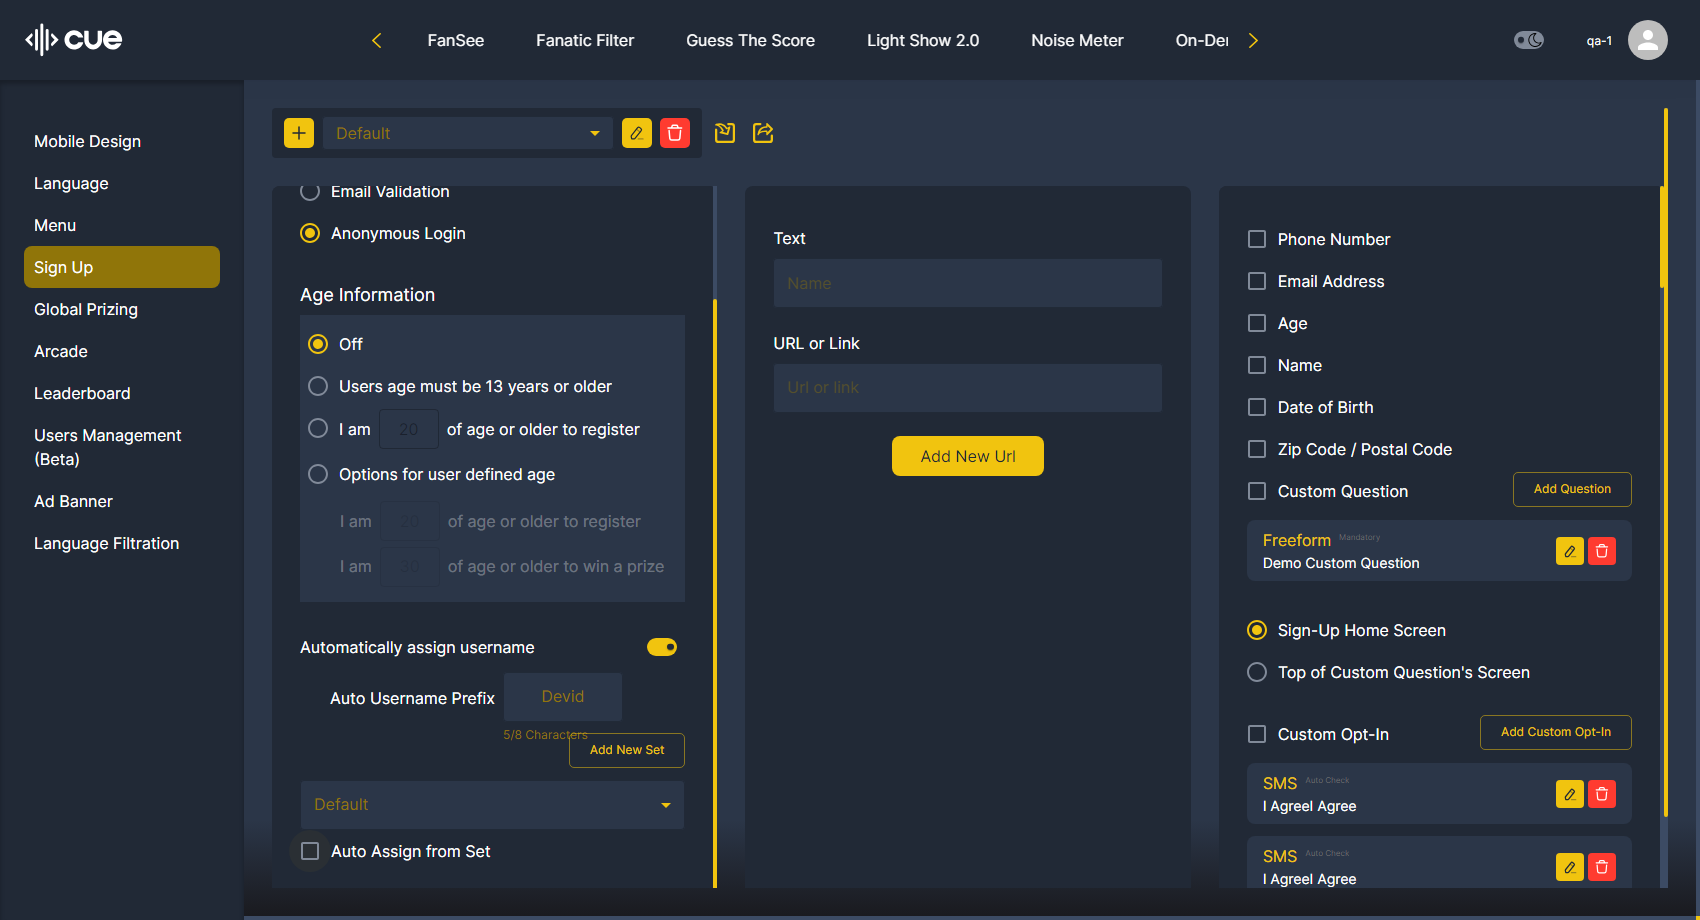 cue
FanSee
Fanatic Filter
Guess The Score
Light Show 2.0
Noise Meter
On-De
qa-1
Mobile Design
Language
Menu
Sign Up
Global Prizing
Arcade
Leaderboard
Users Management
(Beta)
Ad Banner
Language Filtration
Default
Email Validation
Anonymous Login
Age Information
Off
Users age must be 13 years or older
I am 20 of age or older to register
Options for user defined age
I am 20 of age or older to register
I am 30 of age or older to win a prize
Automatically assign username
Auto Username Prefix Devid
5/8 Characters
Add New Set
Default
Auto Assign from Set
Text
Name
URL or Link
Url or link
Add New Url
Phone Number
Email Address
Age
Name
Date of Birth
Zip Code / Postal Code
Custom Question Add Question
Freeform Mandatory
Demo Custom Question
Sign-Up Home Screen
Top of Custom Question's Screen
Custom Opt-In Add Custom Opt-In
SMS Auto Check
I AgreeI Agree
SMS Auto Check
I AgreeI Agree